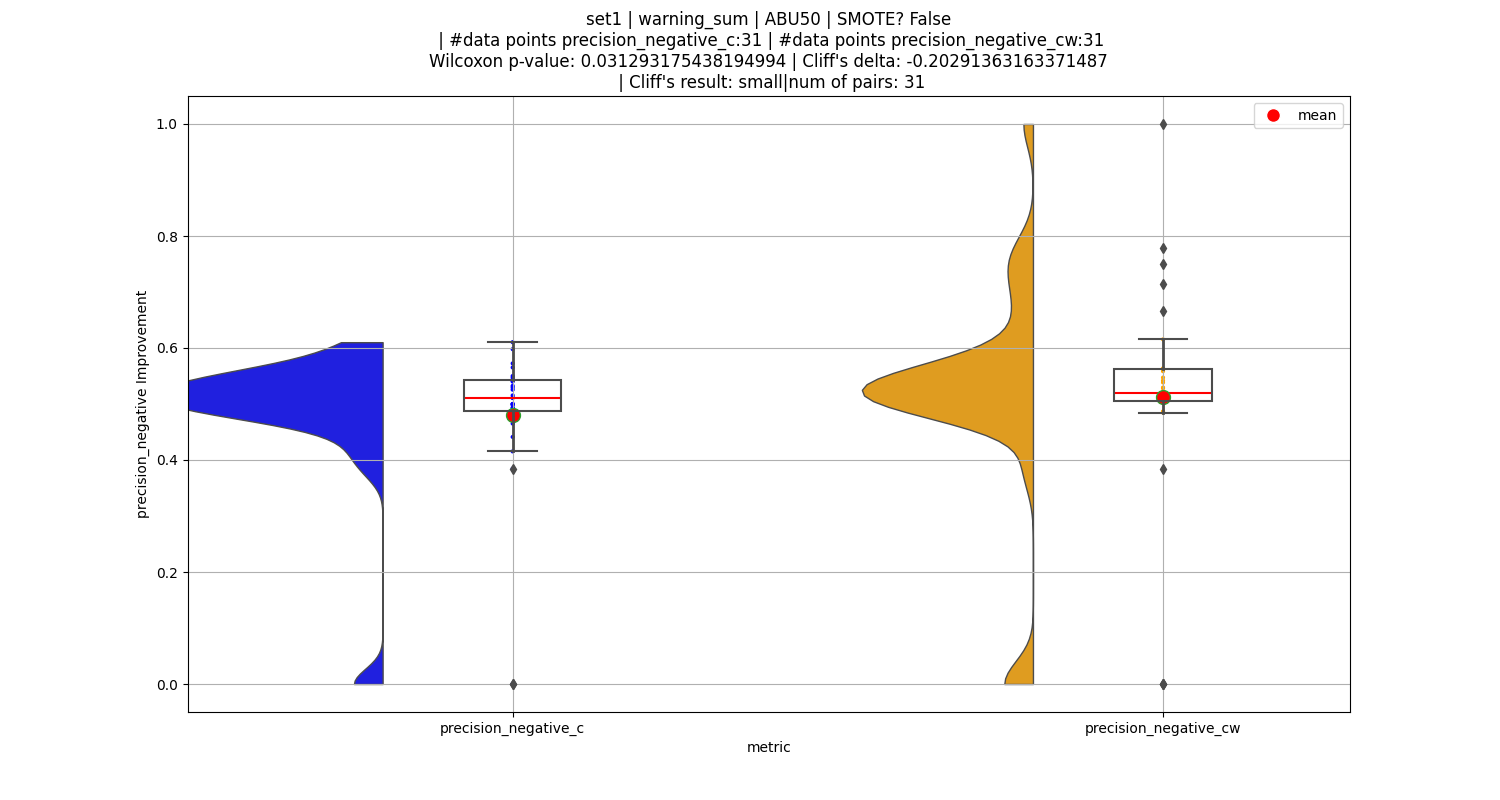 set1 | warning_sum | ABU50 | SMOTE? False
| #data points precision_negative_c:31 | #data points precision_negative_cw:31
Wilcoxon p-value: 0.031293175438194994 | Cliff's delta: -0.20291363163371487
| Cliff's result: small|num of pairs: 31
mean
1.0
0.8
0.6
0.4
0.2
0.0
precision_negative Improvement
precision_negative_c
precision_negative_cw
metric